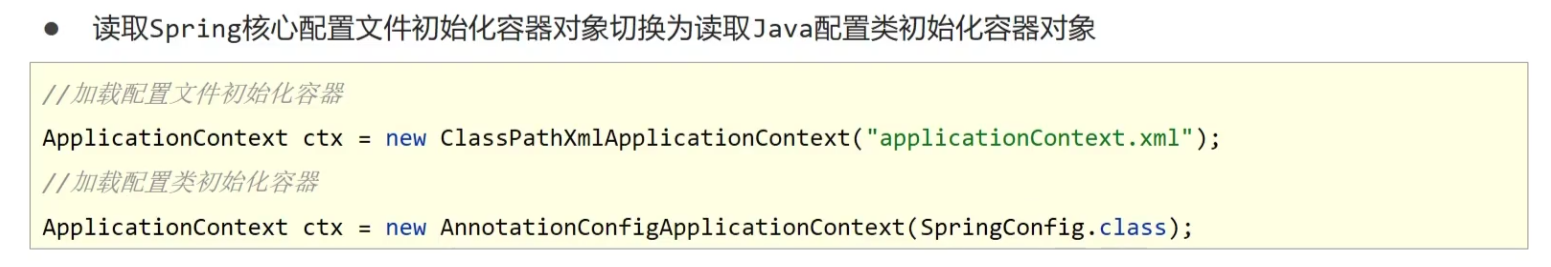 ● 读取Spring核心配置文件初始化容器对象切换为读取Java配置类初始化容器对象
//加载配置文件初始化容器
ApplicationContext ctx = new ClassPathXmlApplicationContext("applicationContext.xml");
//加载配置类初始化容器
ApplicationContext ctx = new AnnotationConfigApplicationContext(SpringConfig.class);